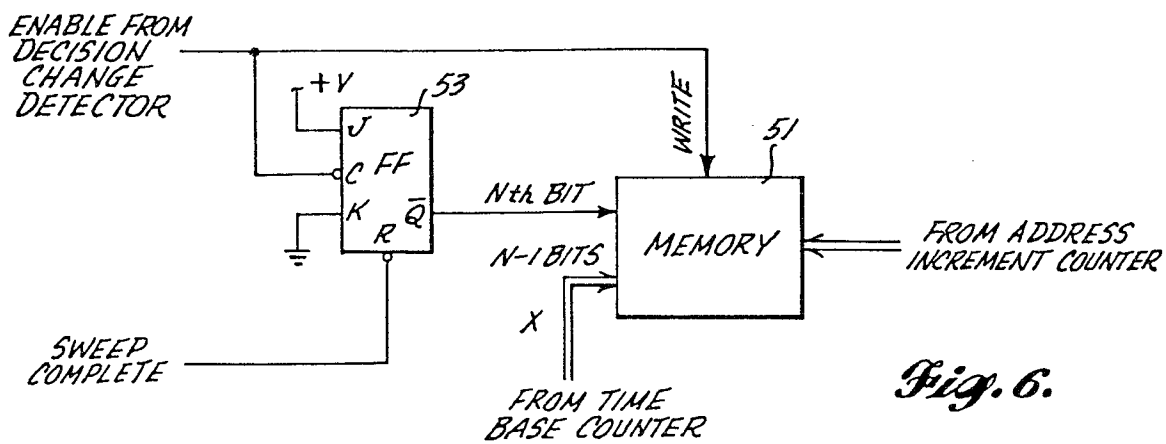 ENABLE FROM
DECISION
CHANGE
DETECTOR
+V
53
J
FF
C
K
Q̅
R
Nth BIT
N-1 BITS
X
WRITE
51
MEMORY
FROM ADDRESS
INCREMENT COUNTER
SWEEP
COMPLETE
FROM TIME
BASE COUNTER
Fig. 6.